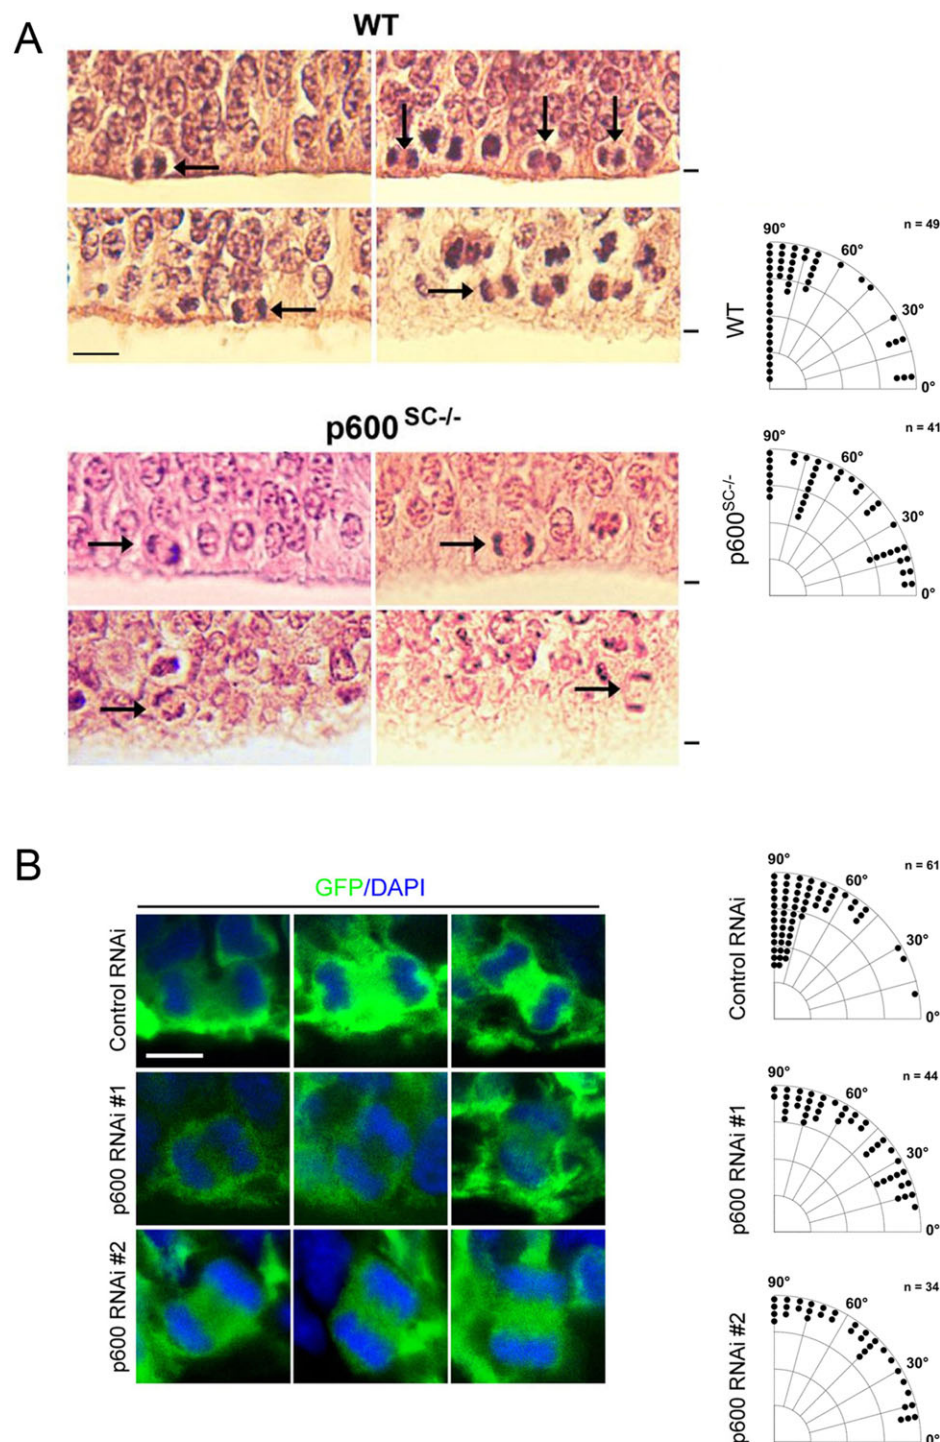 A
WT
WT
90°
60°
30°
0°
n = 49
p600 SC-/-
p600SC-/-
90°
60°
30°
0°
n = 41
B
GFP/DAPI
Control RNAi
p600 RNAi #1
p600 RNAi #2
Control RNAi
90°
60°
30°
0°
n = 61
p600 RNAi #1
90°
60°
30°
0°
n = 44
p600 RNAi #2
90°
60°
30°
0°
n = 34